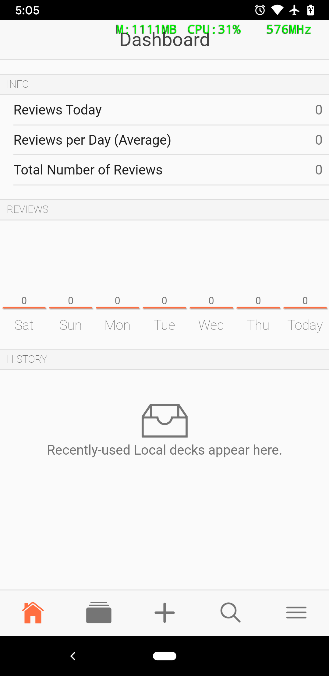 5:05
M:1111MB CPU:31% 576MHz
Dashboard
INFO
Reviews Today 0
Reviews per Day (Average) 0
Total Number of Reviews 0
REVIEWS
0 0 0 0 0 0 0
Sat Sun Mon Tue Wed Thu Today
HISTORY
Recently-used Local decks appear here.